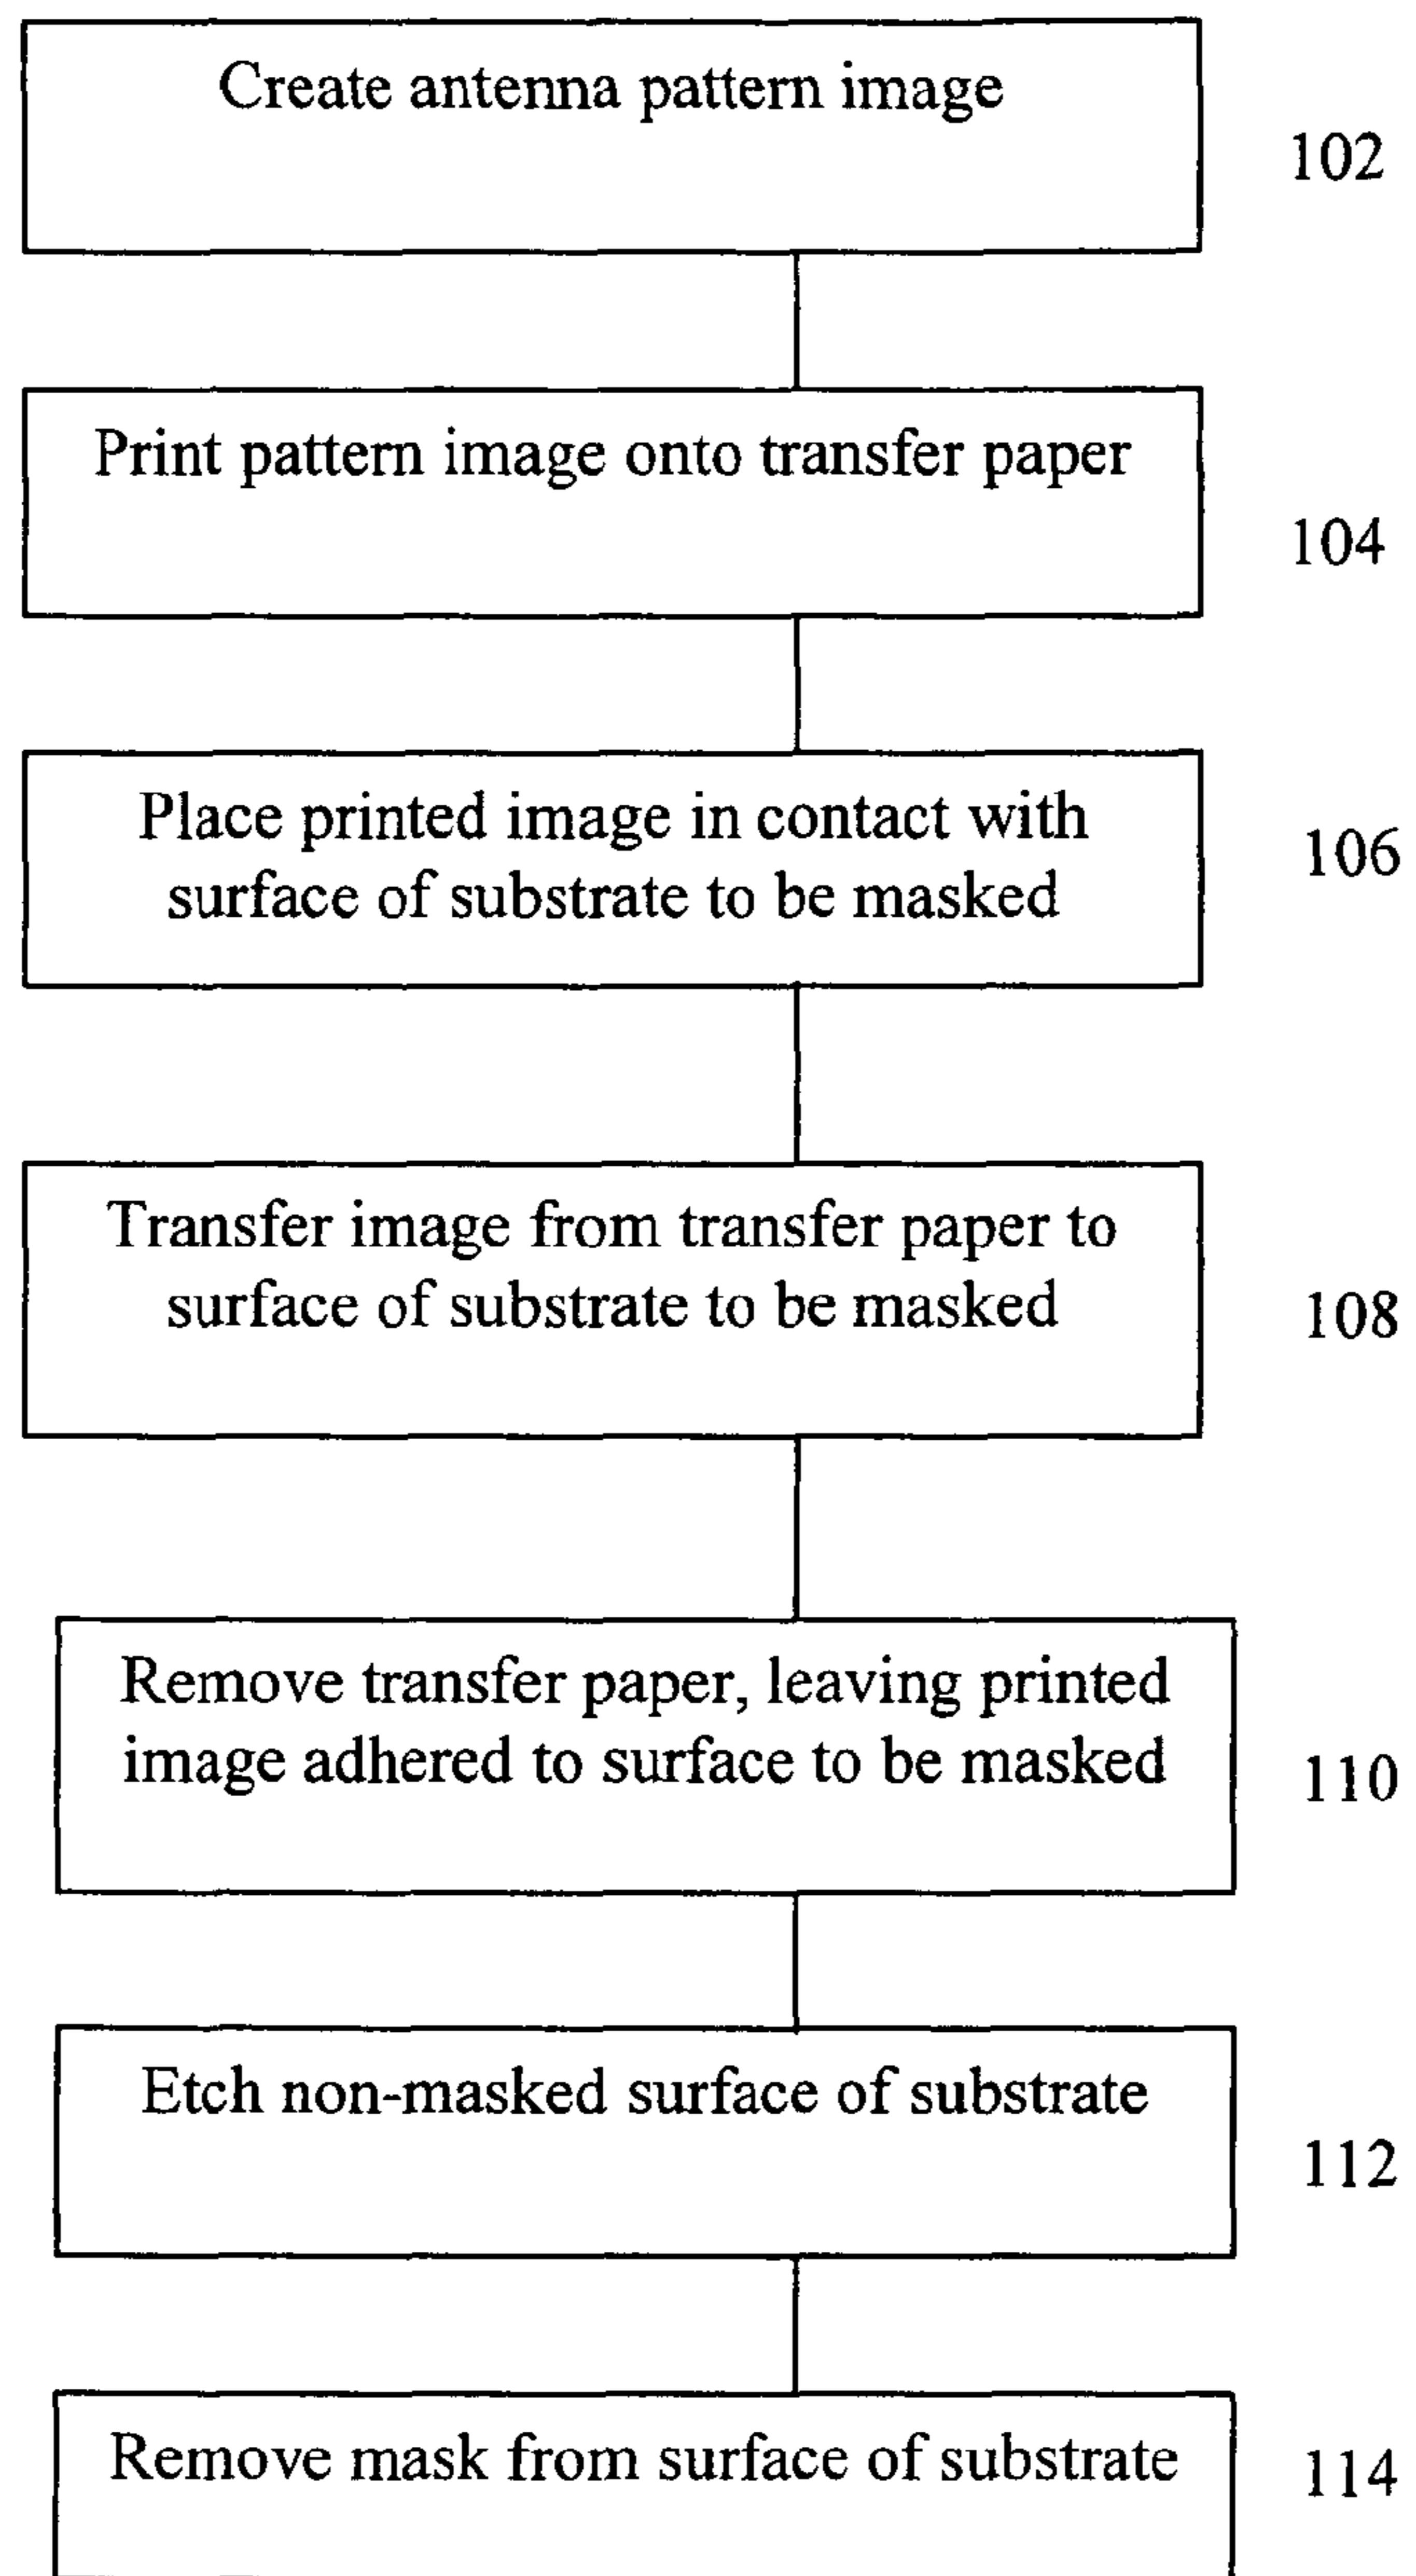 Create antenna pattern image
102
Print pattern image onto transfer paper
104
Place printed image in contact with
surface of substrate to be masked
106
Transfer image from transfer paper to
surface of substrate to be masked
108
Remove transfer paper, leaving printed
image adhered to surface to be masked
110
Etch non-masked surface of substrate
112
Remove mask from surface of substrate
114